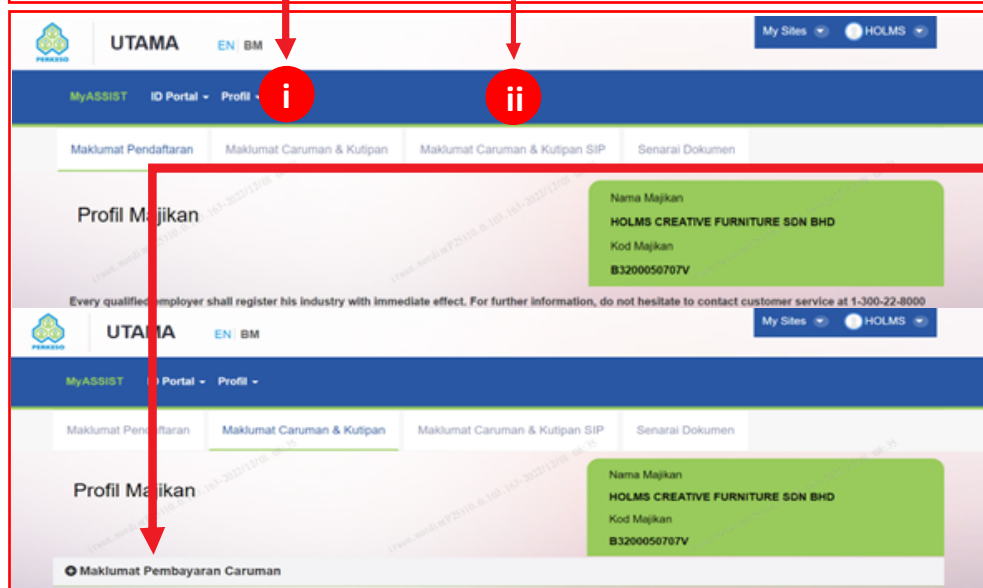 PERKESO
UTAMA
EN BM
My Sites
HOLMS
MyASSIST ID Portal Profil
i
ii
Maklumat Pendaftaran Maklumat Caruman & Kutipan Maklumat Caruman & Kutipan SIP Senarai Dokumen
Profil Majikan
Nama Majikan
HOLMS CREATIVE FURNITURE SDN BHD
Kod Majikan
B3200050707V
Every qualified employer shall register his industry with immediate effect. For further information, do not hesitate to contact customer service at 1-300-22-8000
PERKESO
UTAMA
EN BM
My Sites
HOLMS
MyASSIST ID Portal Profil
Maklumat Pendaftaran Maklumat Caruman & Kutipan Maklumat Caruman & Kutipan SIP Senarai Dokumen
Profil Majikan
Nama Majikan
HOLMS CREATIVE FURNITURE SDN BHD
Kod Majikan
B3200050707V
Maklumat Pembayaran Caruman